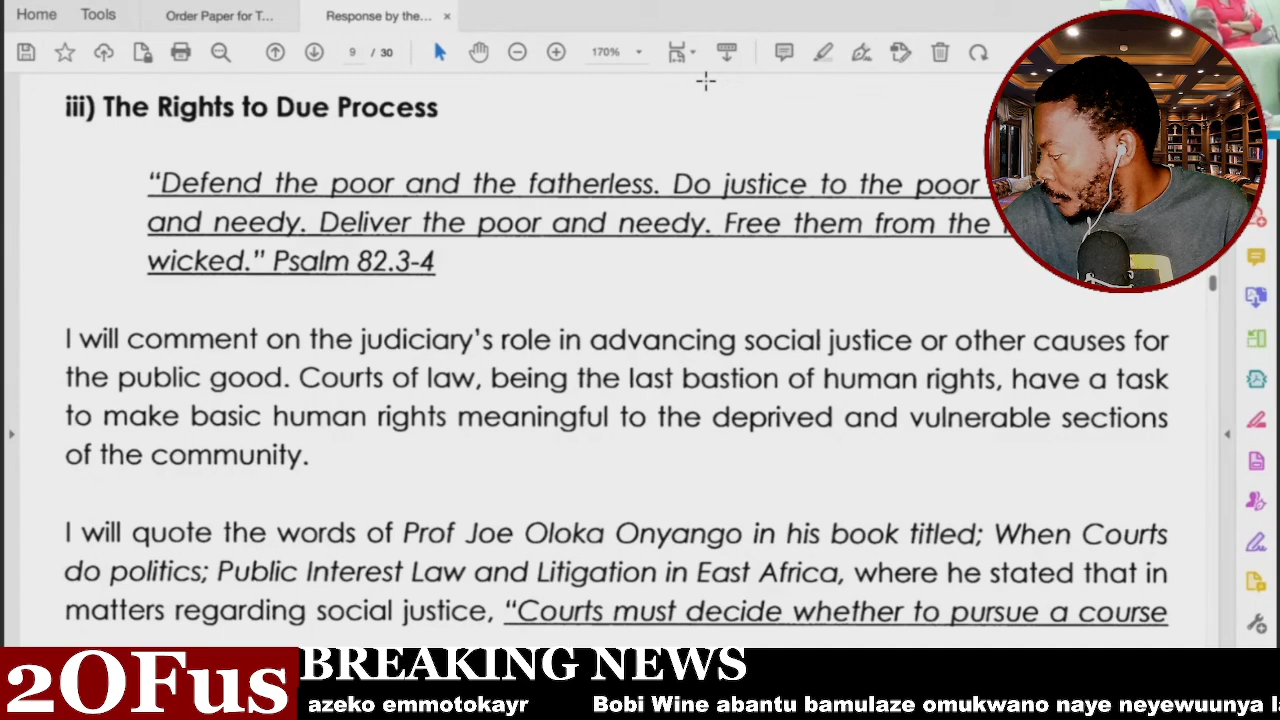 Home Tools Order Paper for T... Response by the... ×
9 / 30 170%
iii) The Rights to Due Process
“Defend the poor and the fatherless. Do justice to the poor
and needy. Deliver the poor and needy. Free them from the
wicked.” Psalm 82.3-4
I will comment on the judiciary’s role in advancing social justice or other causes for
the public good. Courts of law, being the last bastion of human rights, have a task
to make basic human rights meaningful to the deprived and vulnerable sections
of the community.
I will quote the words of Prof Joe Oloka Onyango in his book titled; When Courts
do politics; Public Interest Law and Litigation in East Africa, where he stated that in
matters regarding social justice, “Courts must decide whether to pursue a course
2OFus
BREAKING NEWS
azeko emmotokayr Bobi Wine abantu bamulaze omukwano naye neyewuunya